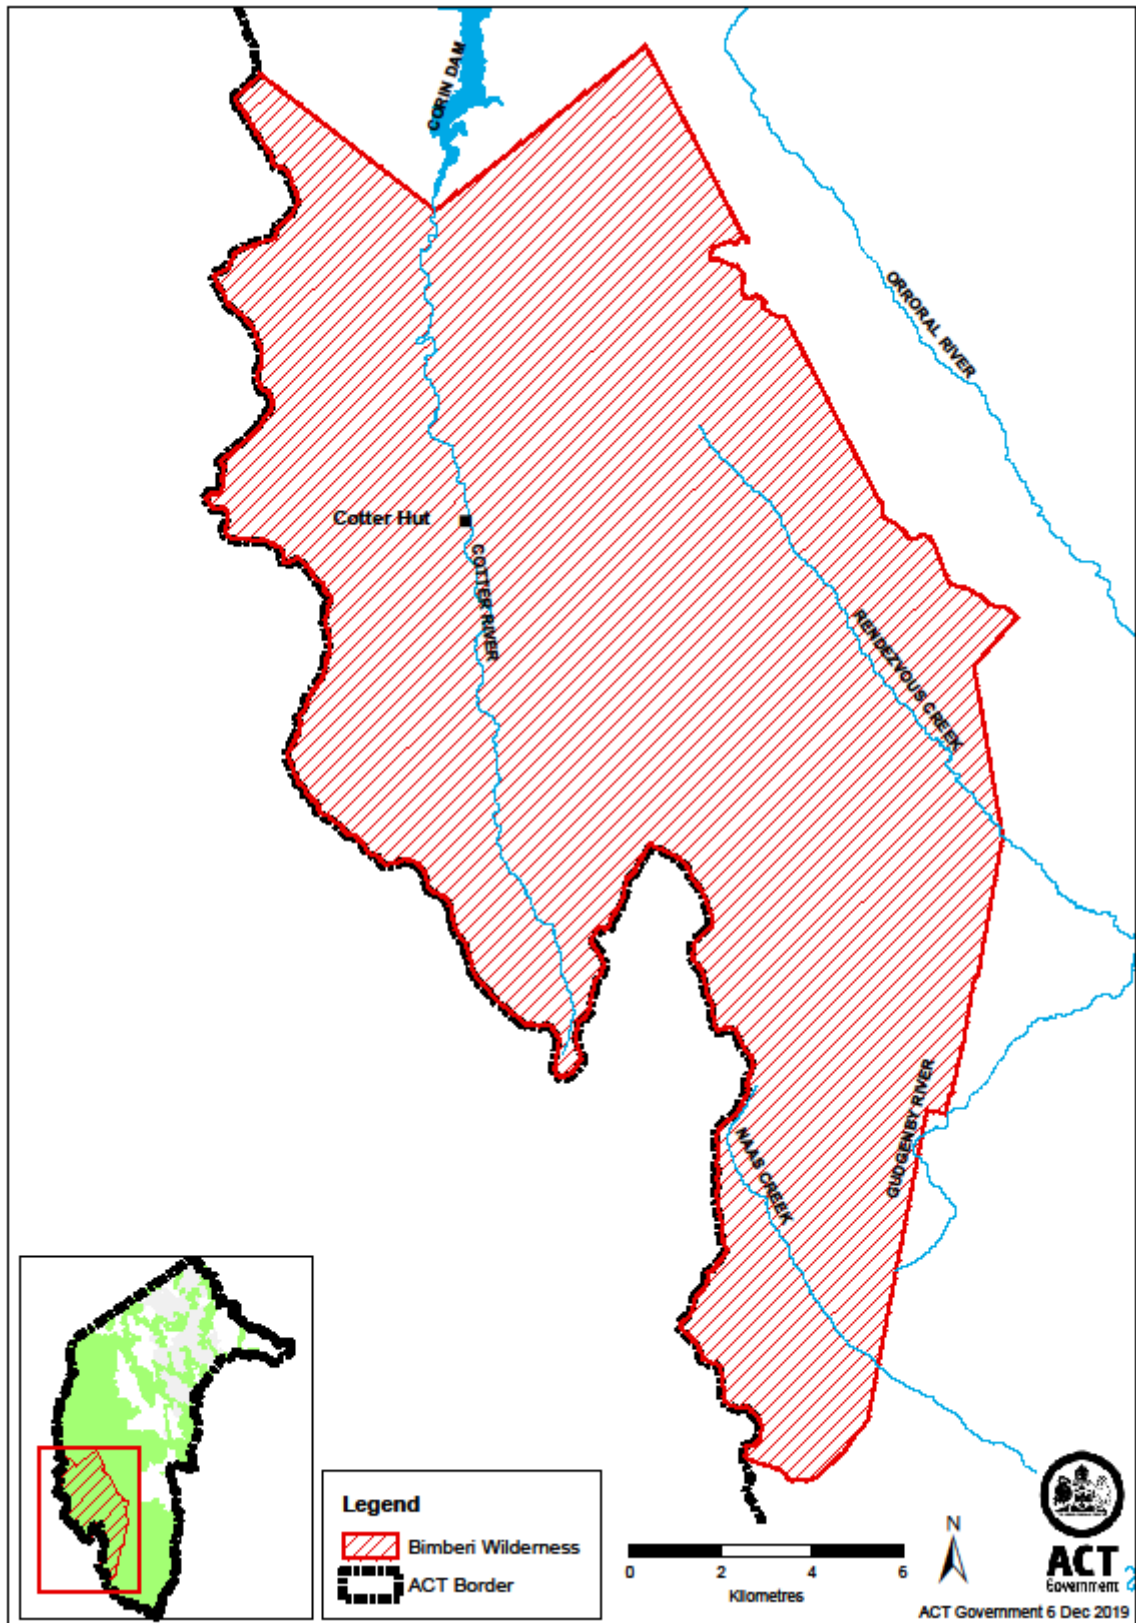 CORIN DAM
ORRORAL RIVER
Cotter Hut
COTTER RIVER
RENDEZVOUS CREEK
GUDGENBY RIVER
NAAS CREEK
Legend
Bimberi Wilderness
ACT Border
0 2 4 6
Kilometres
N
ACT
Government
ACT Government 6 Dec 2019